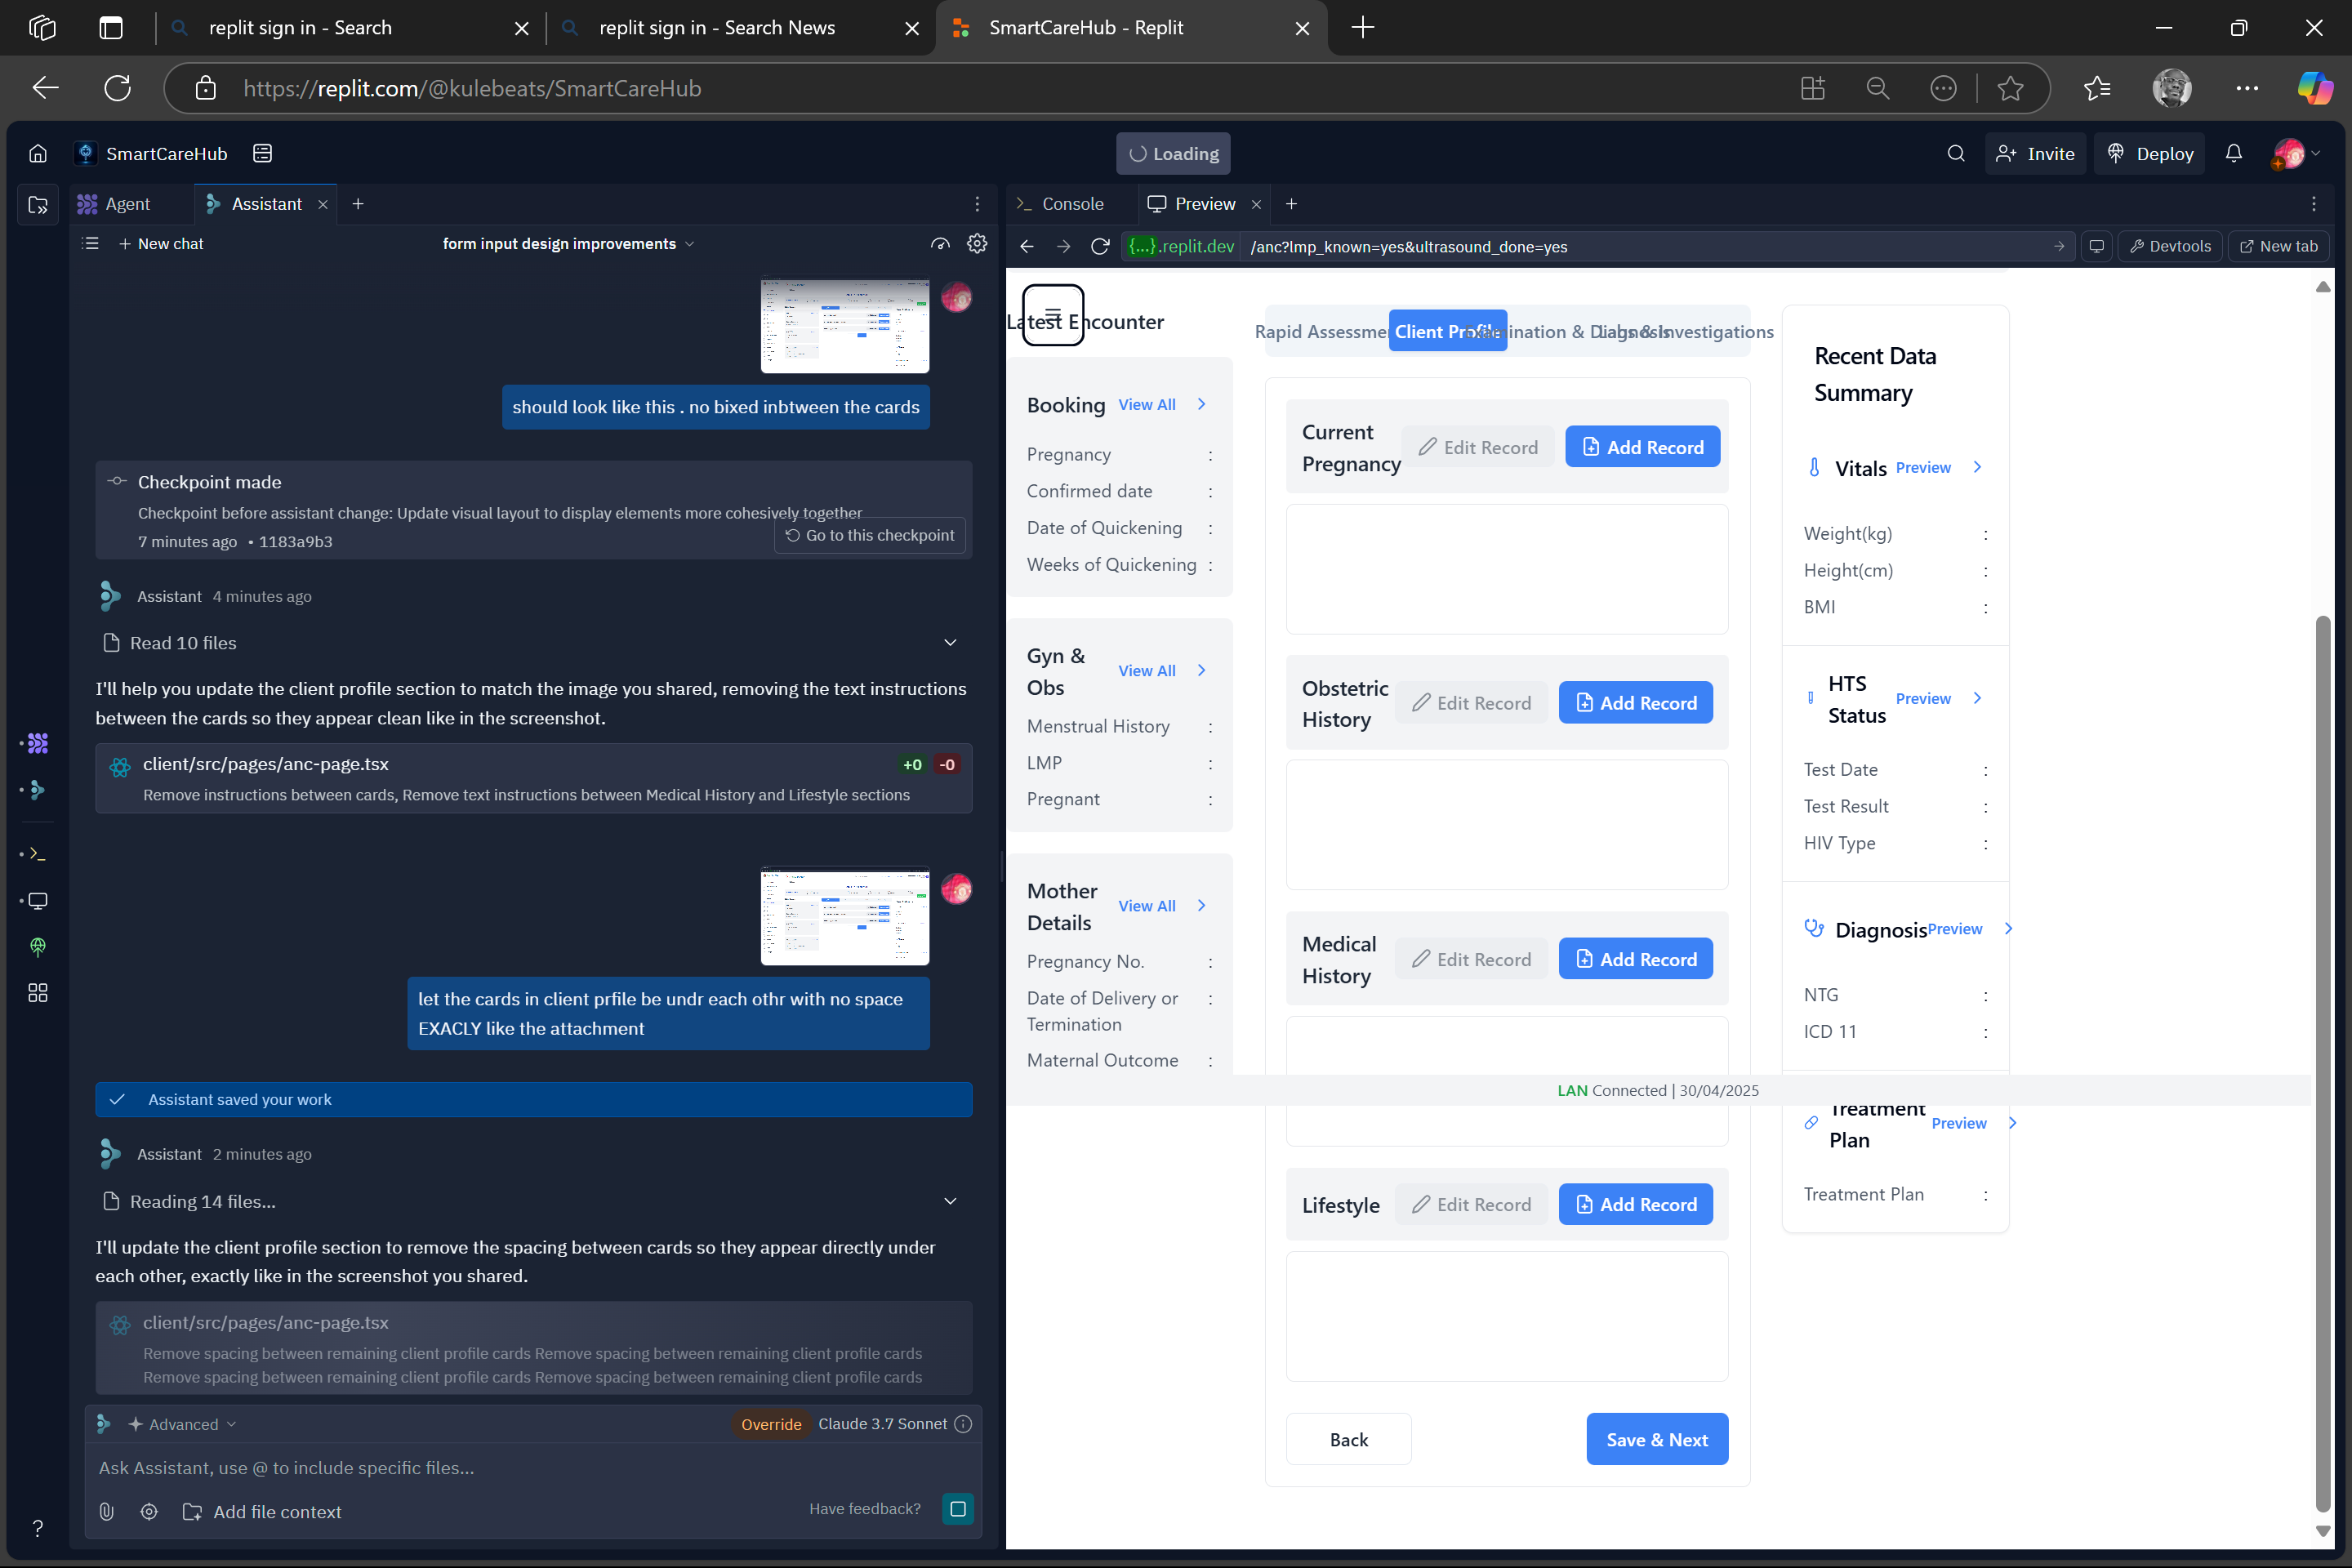 replit sign in - Search
replit sign in - Search News
SmartCareHub - Replit
https://replit.com/@kulebeats/SmartCareHub
SmartCareHub
Loading
Invite
Deploy
Agent
Assistant
New chat
form input design improvements
should look like this . no bixed inbtween the cards
Checkpoint made
Checkpoint before assistant change: Update visual layout to display elements more cohesively together
7 minutes ago • 1183a9b3
Go to this checkpoint
Assistant 4 minutes ago
Read 10 files
I'll help you update the client profile section to match the image you shared, removing the text instructions
between the cards so they appear clean like in the screenshot.
client/src/pages/anc-page.tsx
+0 -0
Remove instructions between cards, Remove text instructions between Medical History and Lifestyle sections
let the cards in client prfile be undr each othr with no space
EXACLY like the attachment
Assistant saved your work
Assistant 2 minutes ago
Reading 14 files...
I'll update the client profile section to remove the spacing between cards so they appear directly under
each other, exactly like in the screenshot you shared.
client/src/pages/anc-page.tsx
Remove spacing between remaining client profile cards Remove spacing between remaining client profile cards
Remove spacing between remaining client profile cards Remove spacing between remaining client profile cards
Advanced
Override Claude 3.7 Sonnet
Ask Assistant, use @ to include specific files...
Add file context
Have feedback?
?
Console
Preview
{...}.replit.dev /anc?lmp_known=yes&ultrasound_done=yes
Devtools
New tab
Latest Encounter
Booking View All
Pregnancy :
Confirmed date :
Date of Quickening :
Weeks of Quickening :
Gyn &
Obs
View All
Menstrual History :
LMP :
Pregnant :
Mother
Details
View All
Pregnancy No. :
Date of Delivery or :
Termination
Maternal Outcome :
Client Profile
Investigations
Current
Pregnancy
Edit Record
Add Record
Obstetric
History
Edit Record
Add Record
Medical
History
Edit Record
Add Record
LAN Connected | 30/04/2025
Lifestyle
Edit Record
Add Record
Back
Save & Next
Recent Data
Summary
Vitals Preview
Weight(kg) :
Height(cm) :
BMI :
HTS
Status
Preview
Test Date :
Test Result :
HIV Type :
Diagnosis Preview
NTG :
ICD 11 :
Treatment
Plan
Preview
Treatment Plan :